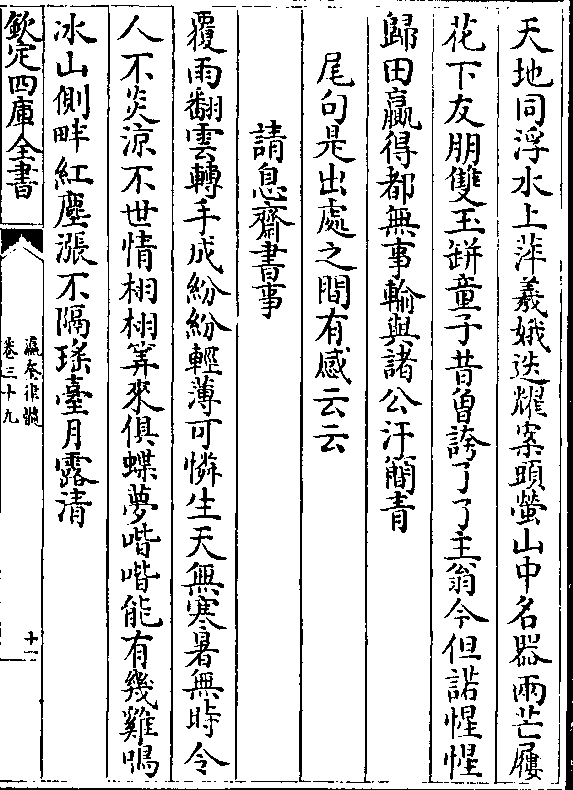 天地同浮水上萍羲娥迭耀案頭螢山中名器兩芒屨
花下友朋雙玉缾童子昔曾誇了了主翁今但諾惺惺
歸田贏得都無事輸與諸公汗簡青
尾句是出處之間有感云云
請息齋書事
覆雨翻雲轉手成紛紛輕薄可憐生天無寒暑無時令
人不炎涼不世情栩栩筭來俱蝶夢喈喈能有幾雞鳴
冰山側畔紅塵漲不隔瑤臺月露清
欽定四庫全書
瀛奎律髓
卷三十九
十一